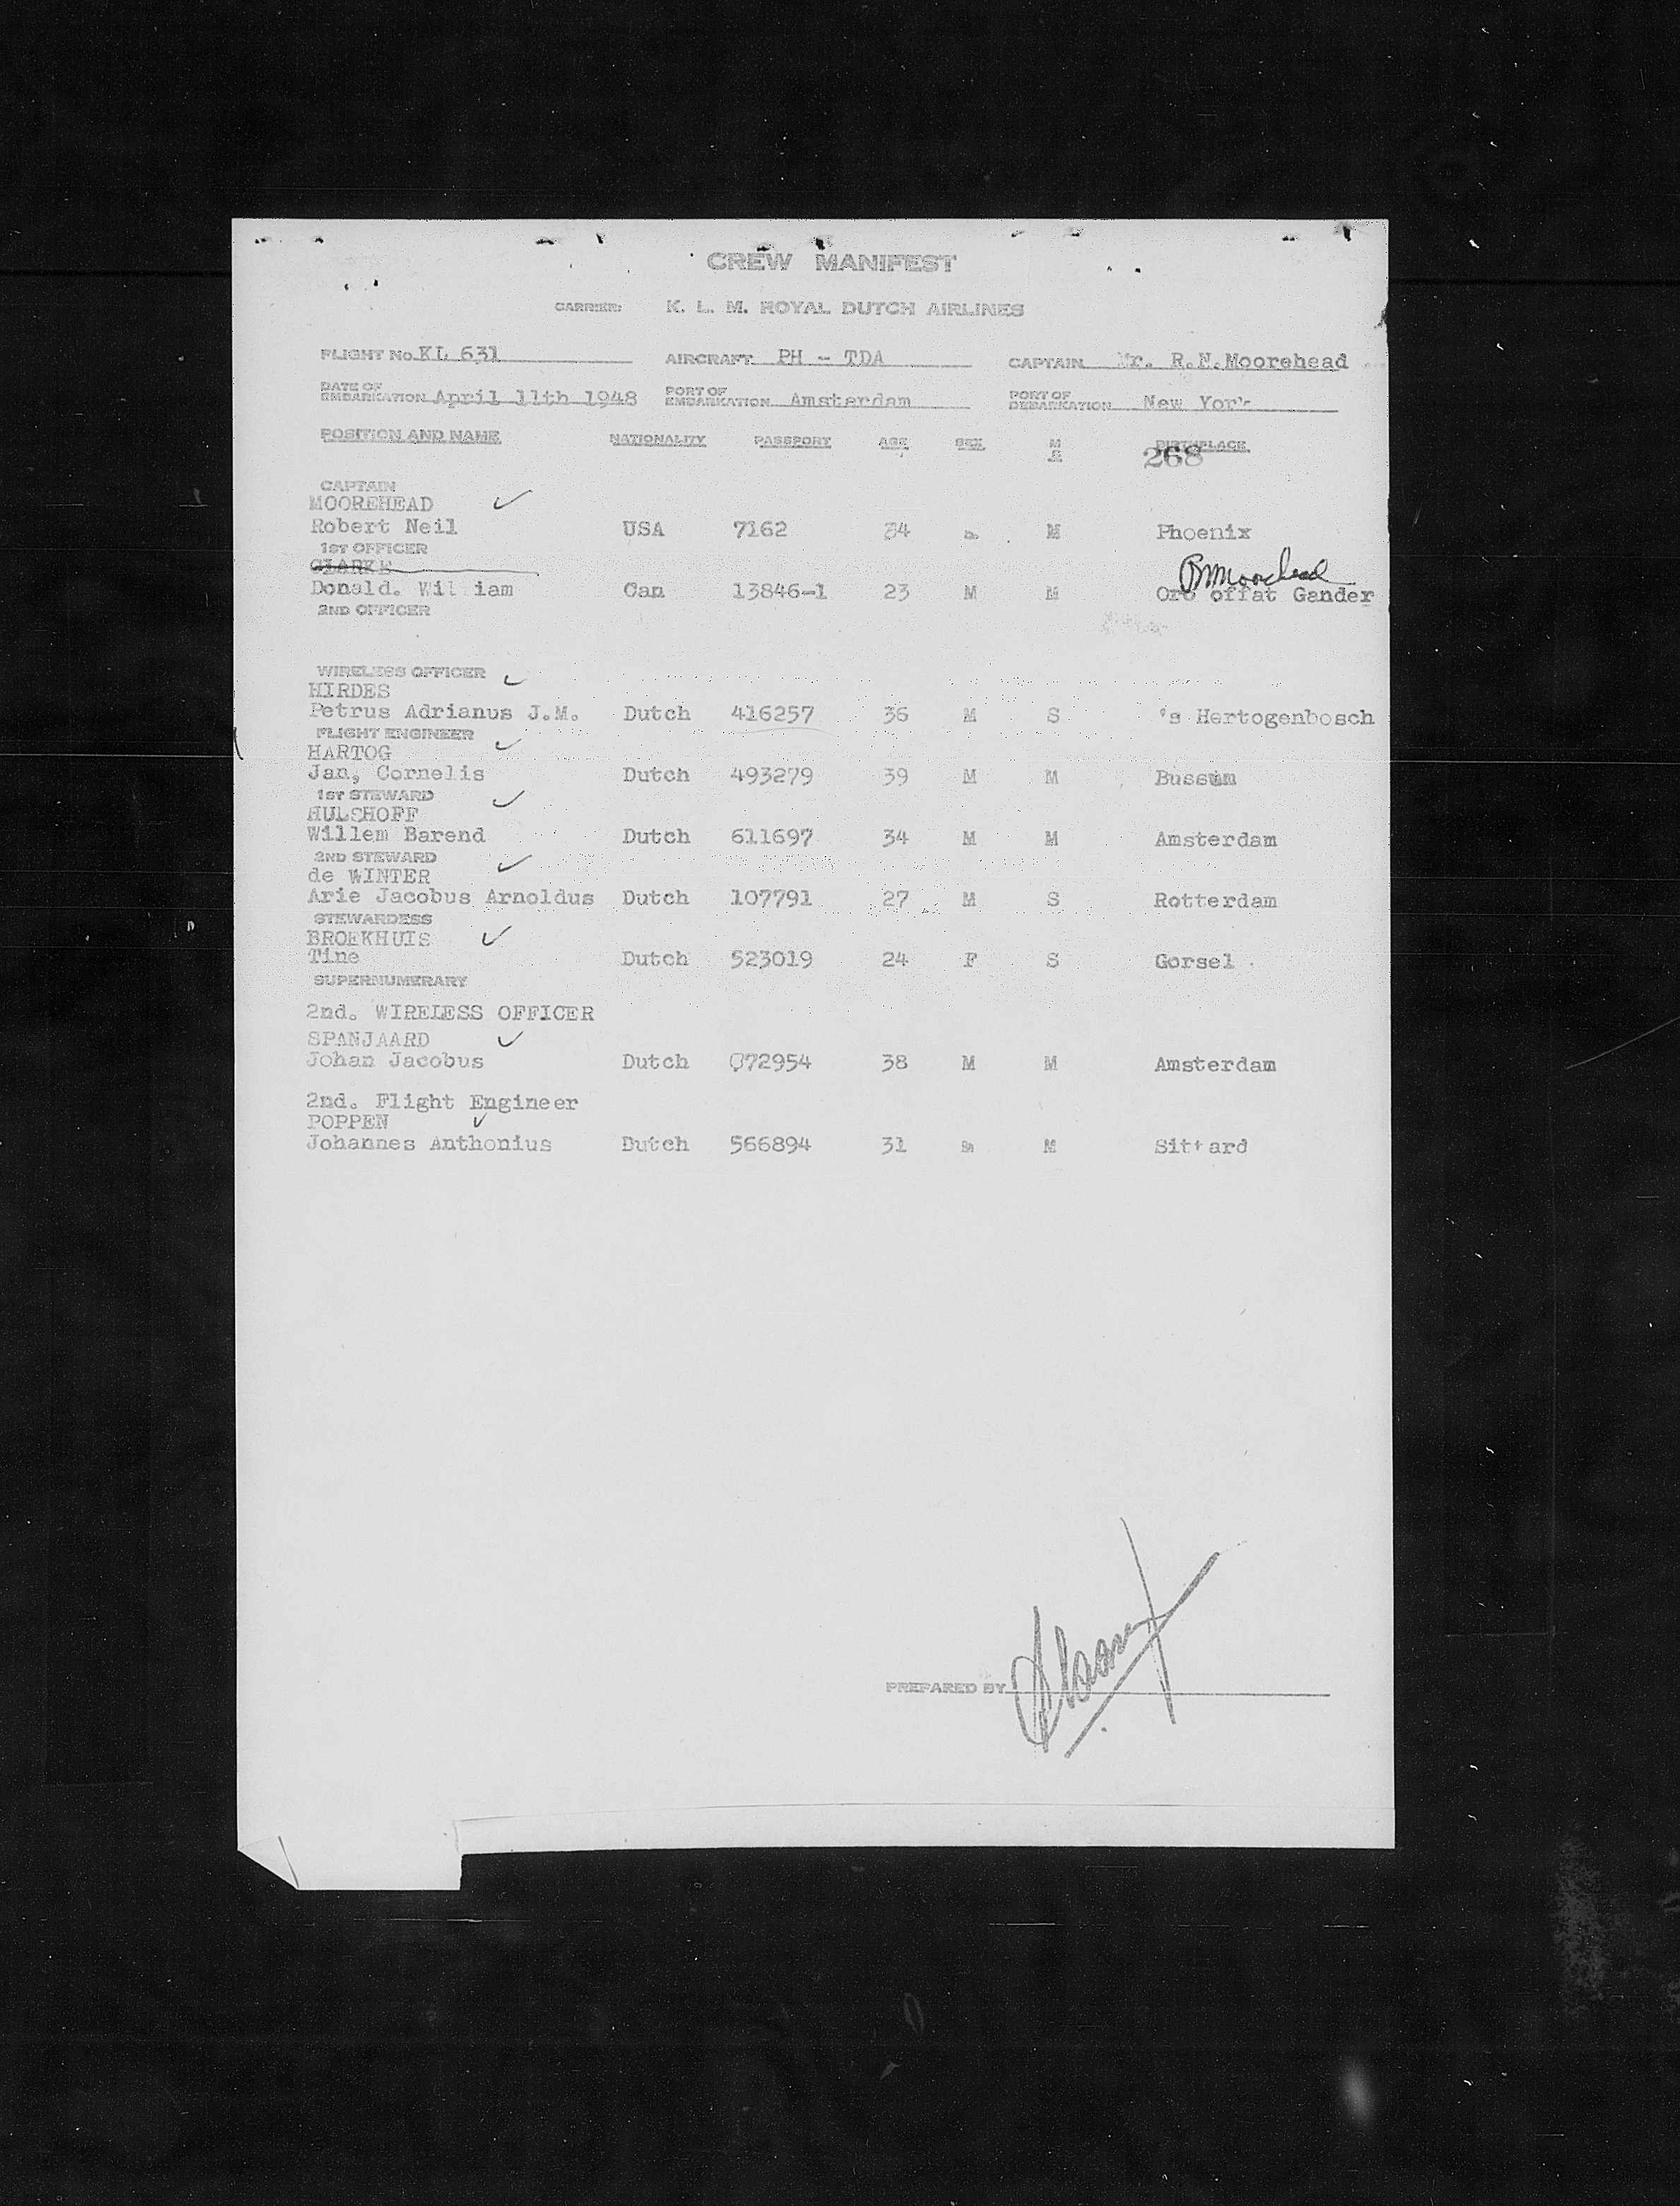 CREW MANIFEST
CARRIER: K. L. M. ROYAL DUTCH AIRLINES
FLIGHT No. KL 631 AIRCRAFT PH - TDA CAPTAIN Mr. R.N.Moorehead
DATE OF EMBARKATION April 11th 1948 PORT OF EMBARKATION Amsterdam PORT OF DEBARKATION New York
POSITION AND NAME NATIONALITY PASSPORT AGE SEX M S BIRTHPLACE
268
CAPTAIN
MOOREHEAD
Robert Neil USA 7162 34 M Phoenix
1ST OFFICER
CLARKE
RNMoorehead
Donald. William Can 13846-1 23 M M Oro offat Gander
2ND OFFICER
WIRELESS OFFICER
HIRDES
Petrus Adrianus J.M. Dutch 416257 36 M S 's Hertogenbosch
FLIGHT ENGINEER
HARTOG
Jan, Cornelis Dutch 493279 39 M M Bussum
1ST STEWARD
HULSHOFF
Willem Barend Dutch 611697 34 M M Amsterdam
2ND STEWARD
de WINTER
Arie Jacobus Arnoldus Dutch 107791 27 M S Rotterdam
STEWARDESS
BROEKHUIS
Tine Dutch 523019 24 F S Gorsel
SUPERNUMERARY
2nd. WIRELESS OFFICER
SPANJAARD
Johan Jacobus Dutch 072954 38 M M Amsterdam
2nd. Flight Engineer
POPPEN
Johannes Anthonius Dutch 566894 31 M Sittard
PREPARED BY